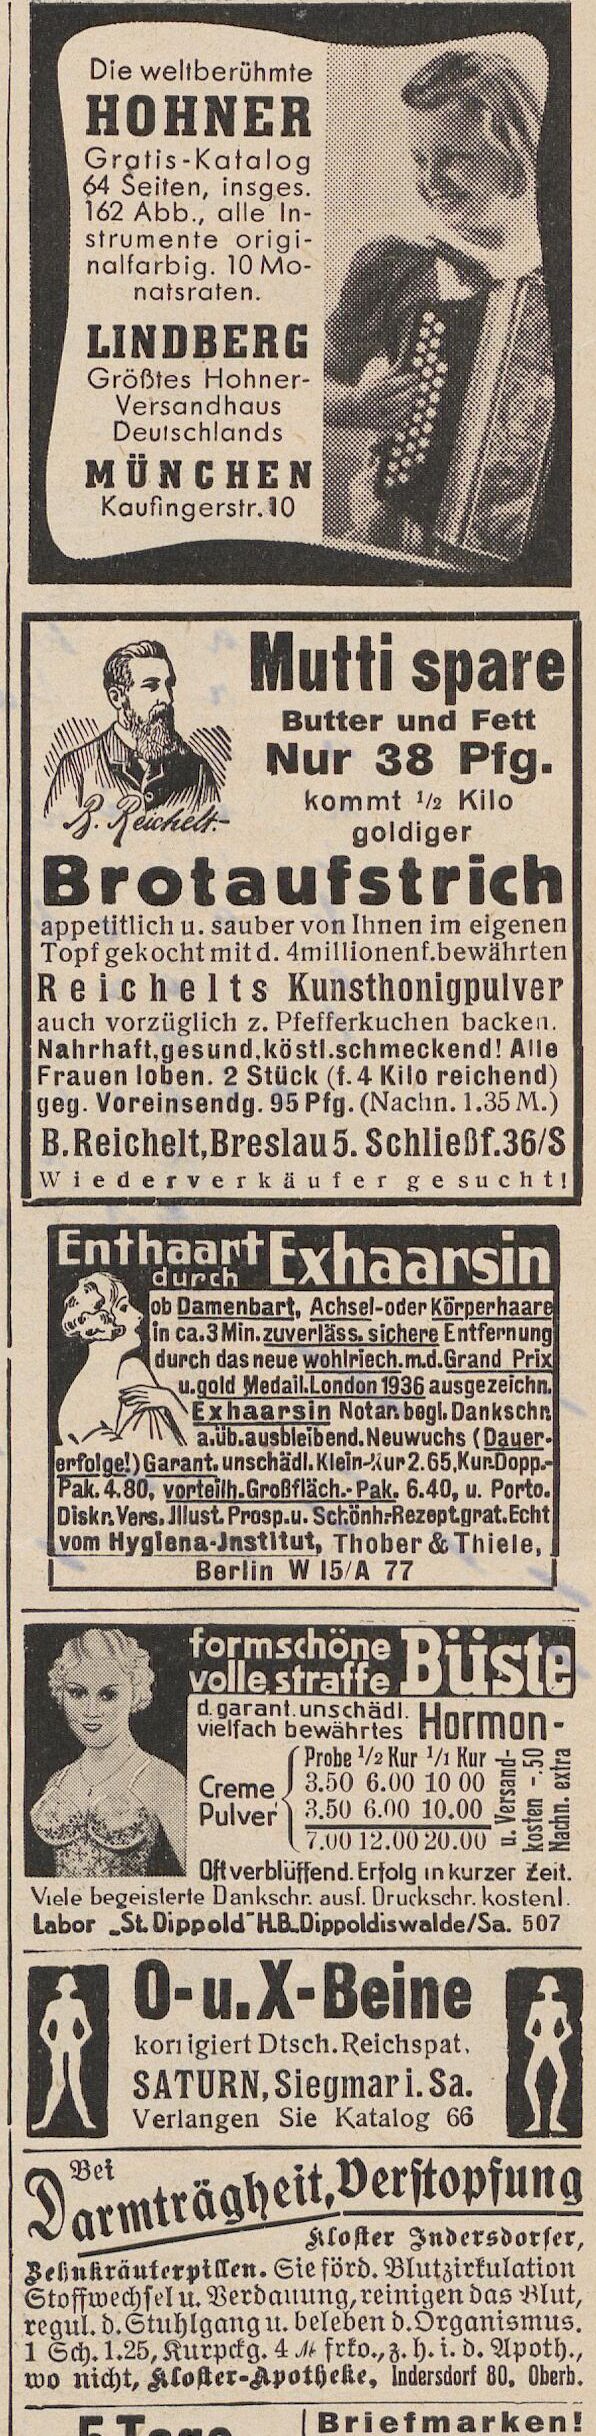 Die weltberühmte
HOHNER
Gratis-Katalog
64 Seiten, insges.
162 Abb., alle In-
strumente origi-
nalfarbig. 10 Mo-
natsraten.
LINDBERG
Größtes Hohner-
Versandhaus
Deutschlands
MÜNCHEN
Kaufingerstr. 10
B. Reichelt.
Mutti spare
Butter und Fett
Nur 38 Pfg.
kommt 1/2 Kilo
goldiger
Brotaufstrich
appetitlich u. sauber von Ihnen im eigenen
Topf gekocht mit d. 4millionenf. bewährten
Reichelts Kunsthonigpulver
auch vorzüglich z. Pfefferkuchen backen.
Nahrhaft, gesund, köstl. schmeckend! Alle
Frauen loben. 2 Stück (f. 4 Kilo reichend)
geg. Voreinsendg. 95 Pfg. (Nachn. 1.35 M.)
B. Reichelt, Breslau 5. Schließf. 36/S
Wiederverkäufer gesucht!
Enthaart durch Exhaarsin
ob Damenbart, Achsel- oder Körperhaare
in ca. 3 Min. zuverläss. sichere Entfernung
durch das neue wohlriech. m. d. Grand Prix
u. gold Medail. London 1936 ausgezeichn.
Exhaarsin Notar. begl. Dankschr.
a. üb. ausbleibend. Neuwuchs (Dauer-
erfolge!) Garant. unschädl. Klein-Kur 2.65, Kur. Dopp.-
Pak. 4.80, vorteilh. Großfläch.-Pak. 6.40, u. Porto.
Diskr. Vers. Jllust. Prosp. u. Schönh.-Rezept. grat. Echt
vom Hygiena-Jnstitut, Thober & Thiele,
Berlin W 15/A 77
formschöne
volle straffe Büste
d. garant. unschädl.
vielfach bewährtes Hormon-
Probe 1/2 Kur 1/1 Kur
Creme 3.50 6.00 10 00
Pulver 3.50 6.00 10.00
7.00 12.00 20.00
u. Versand-
kosten -.50
Nachn. extra
Oft verblüffend. Erfolg in kurzer Zeit.
Viele begeisterte Dankschr. ausf. Druckschr. kostenl.
Labor „St. Dippold" H.B. Dippoldiswalde/Sa. 507
O- u. X-Beine
korrigiert Dtsch. Reichspat.
SATURN, Siegmar i. Sa.
Verlangen Sie Katalog 66
Bei
Darmträgheit, Verstopfung
Kloster Indersdorfer,
Zehnkräuterpillen. Sie förd. Blutzirkulation
Stoffwechsel u. Verdauung, reinigen das Blut,
regul. d. Stuhlgang u. beleben d. Organismus.
1 Sch. 1.25, Kurpckg. 4 M frko., z. h. i. d. Apoth.,
wo nicht, Kloster-Apotheke, Indersdorf 80, Oberb.
5 Tage
Briefmarken!